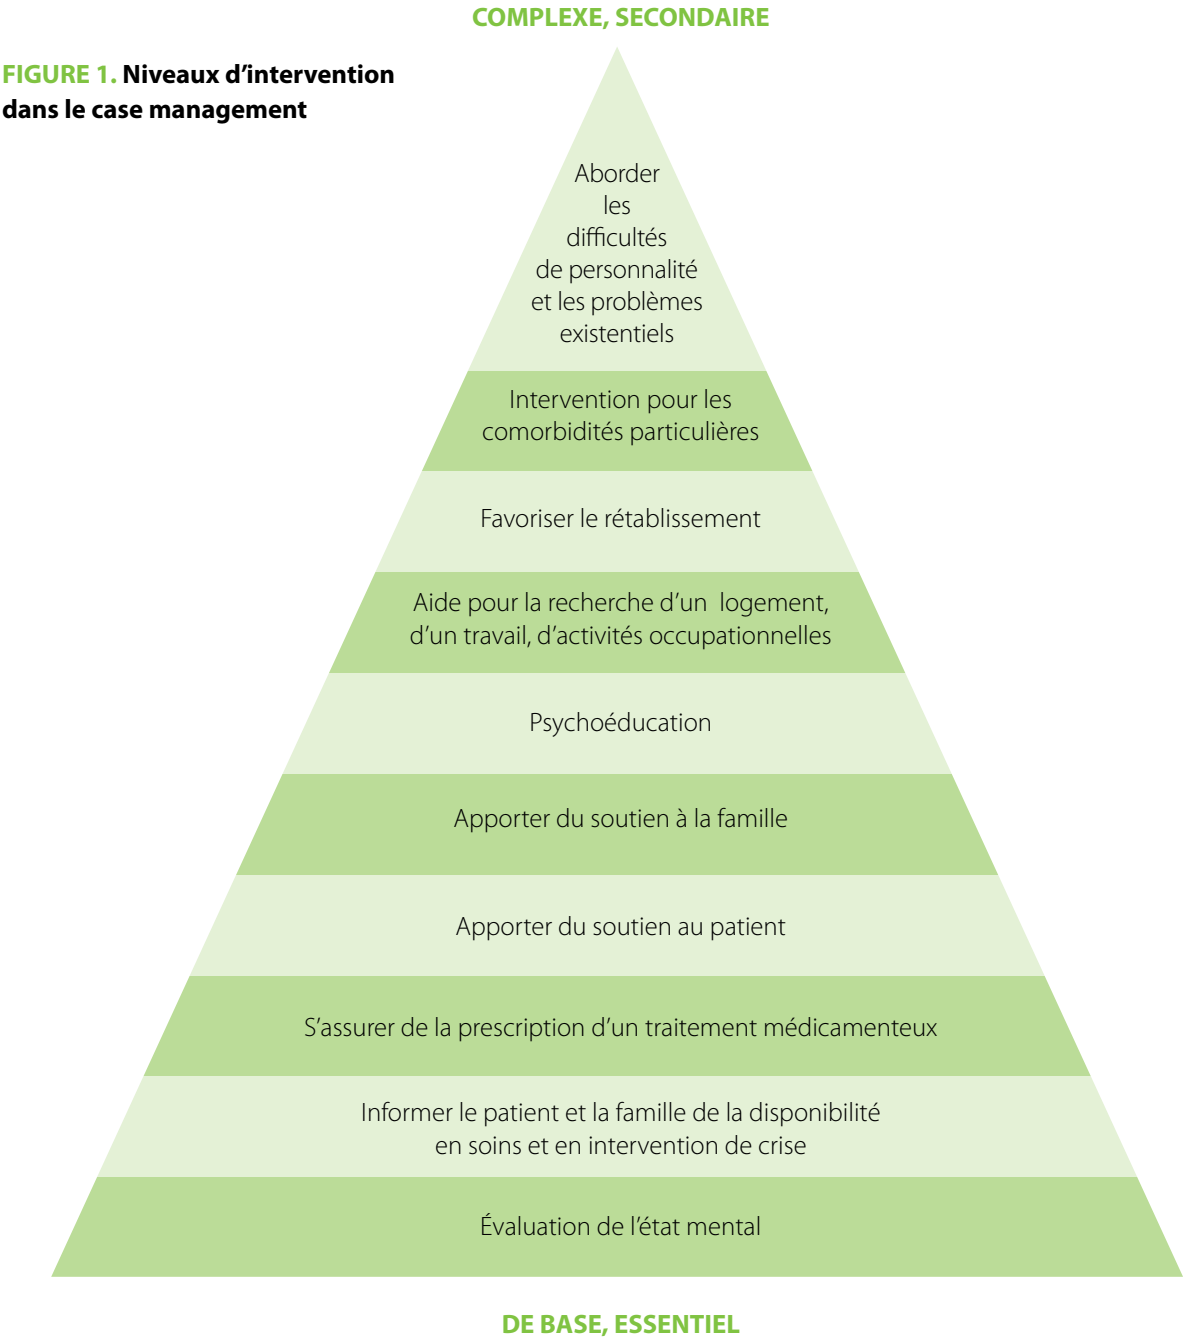 COMPLEXE, SECONDAIRE
FIGURE 1. Niveaux d’intervention
dans le case management
Aborder
les
difficultés
de personnalité
et les problèmes
existentiels
Intervention pour les
comorbidités particulières
Favoriser le rétablissement
Aide pour la recherche d’un logement,
d’un travail, d’activités occupationnelles
Psychoéducation
Apporter du soutien à la famille
Apporter du soutien au patient
S’assurer de la prescription d’un traitement médicamenteux
Informer le patient et la famille de la disponibilité
en soins et en intervention de crise
Évaluation de l’état mental
DE BASE, ESSENTIEL